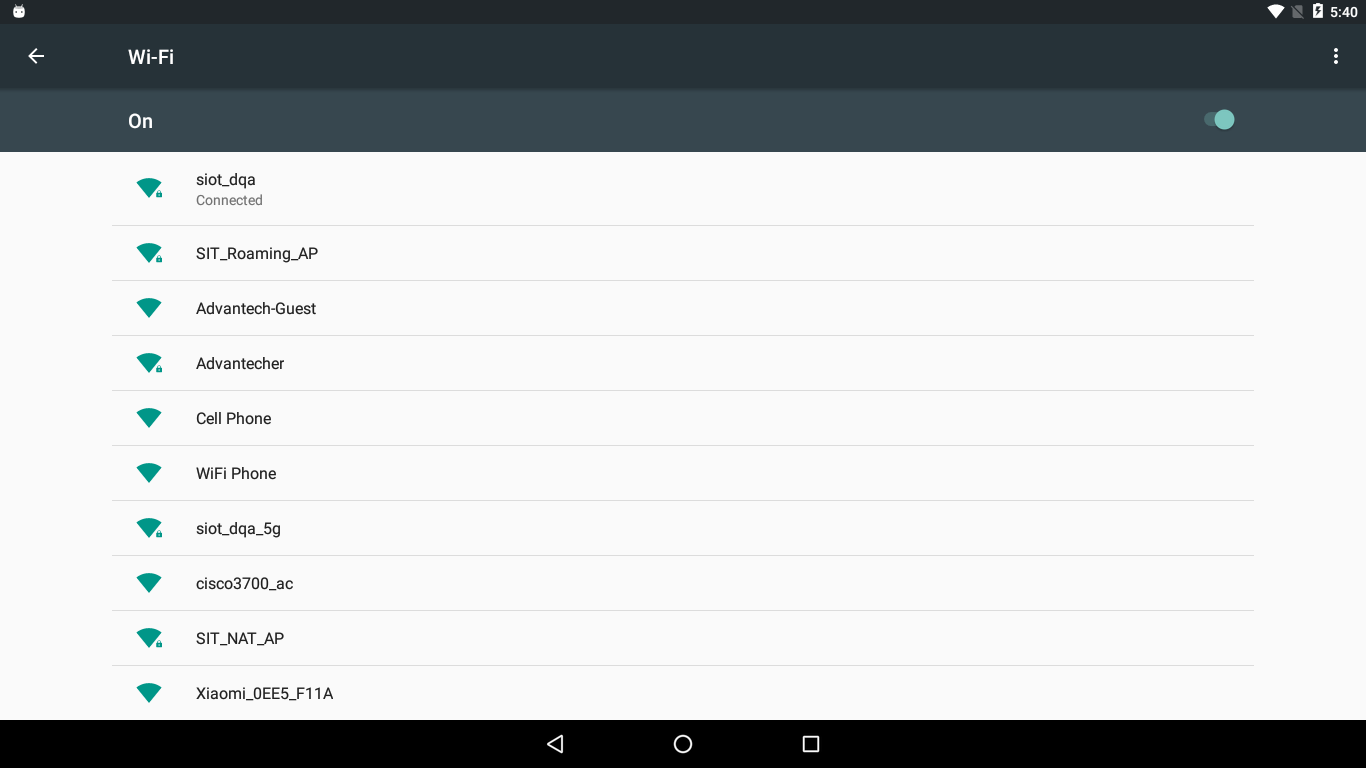 5:40
Wi-Fi
On
siot_dqa
Connected
SIT_Roaming_AP
Advantech-Guest
Advantecher
Cell Phone
WiFi Phone
siot_dqa_5g
cisco3700_ac
SIT_NAT_AP
Xiaomi_0EE5_F11A